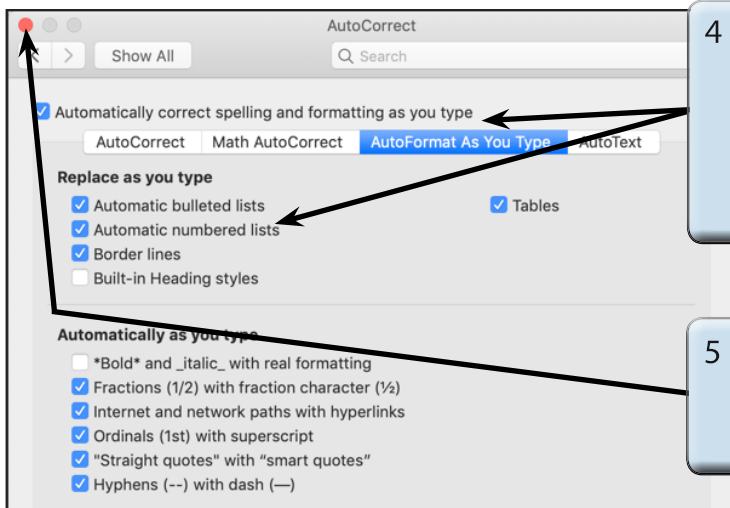 AutoCorrect
Show All
Search
4
Automatically correct spelling and formatting as you type
AutoCorrect Math AutoCorrect AutoFormat As You Type AutoText
Replace as you type
Automatic bulleted lists
Tables
Automatic numbered lists
Border lines
Built-in Heading styles
Automatically as you type
*Bold* and _italic_ with real formatting
Fractions (1/2) with fraction character (½)
Internet and network paths with hyperlinks
Ordinals (1st) with superscript
"Straight quotes" with “smart quotes”
Hyphens (--) with dash (—)
5